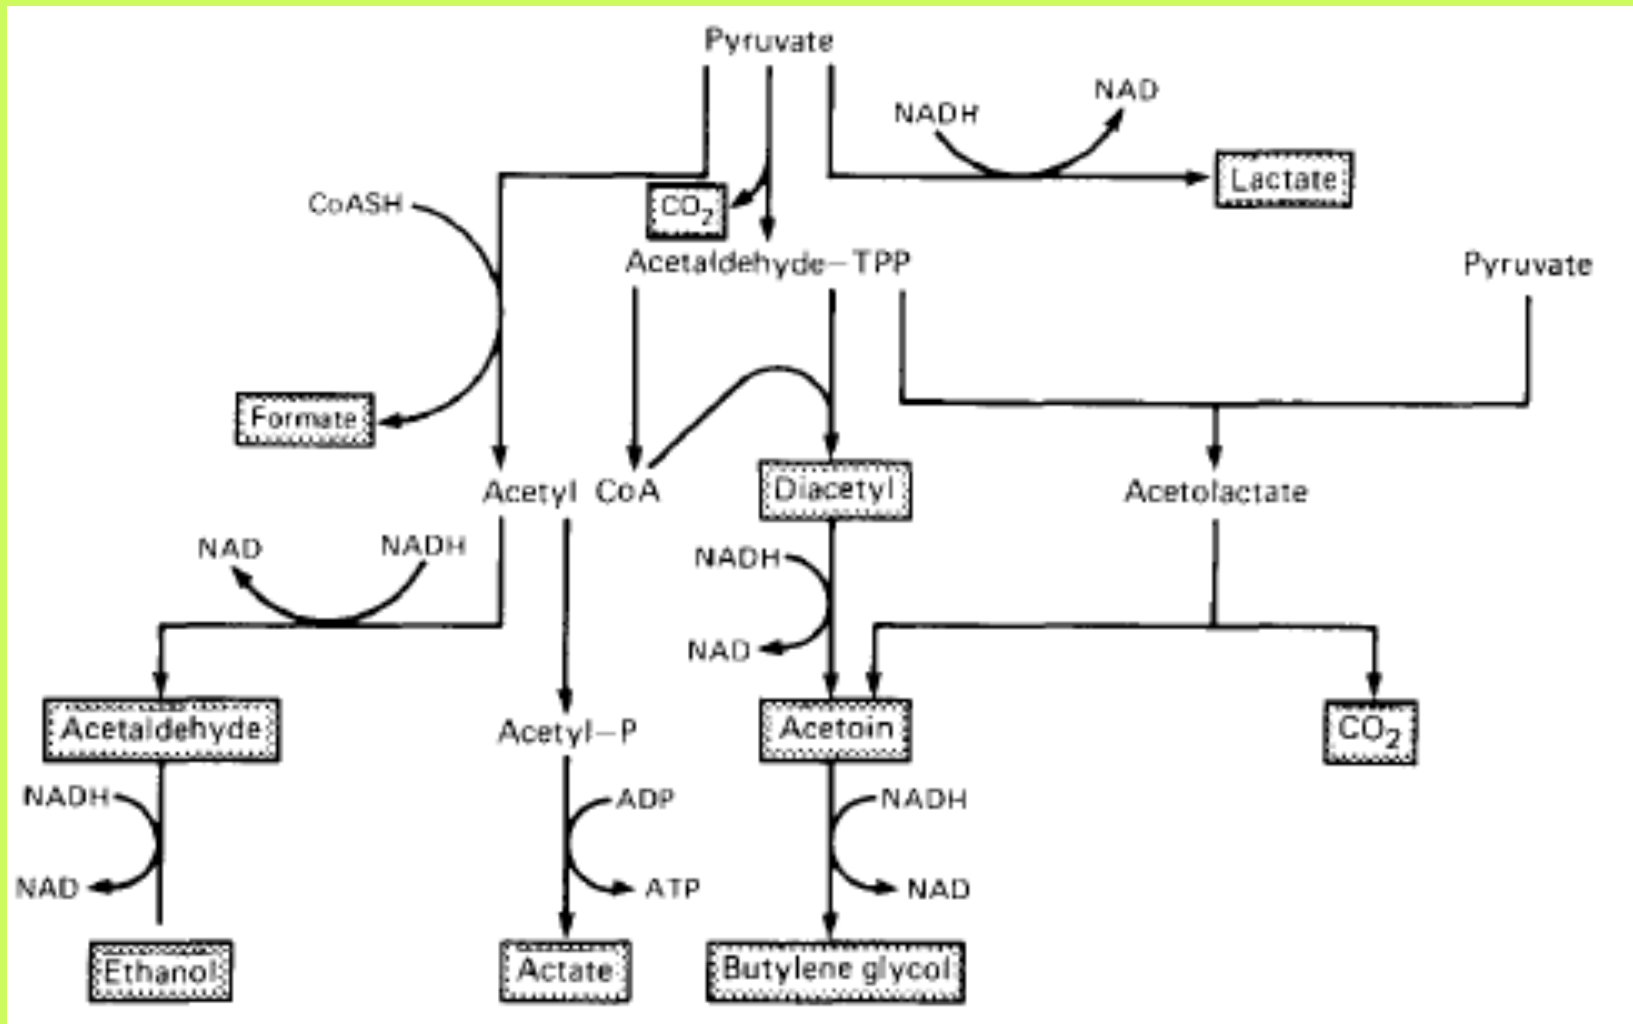 Pyruvate
NADH
NAD
Lactate
CoASH
CO2
Acetaldehyde-TPP
Pyruvate
Formate
Acetyl CoA
Diacetyl
Acetolactate
NAD
NADH
NADH
NAD
Acetaldehyde
Acetyl-P
Acetoin
CO2
NADH
ADP
NADH
NAD
ATP
NAD
Ethanol
Actate
Butylene glycol